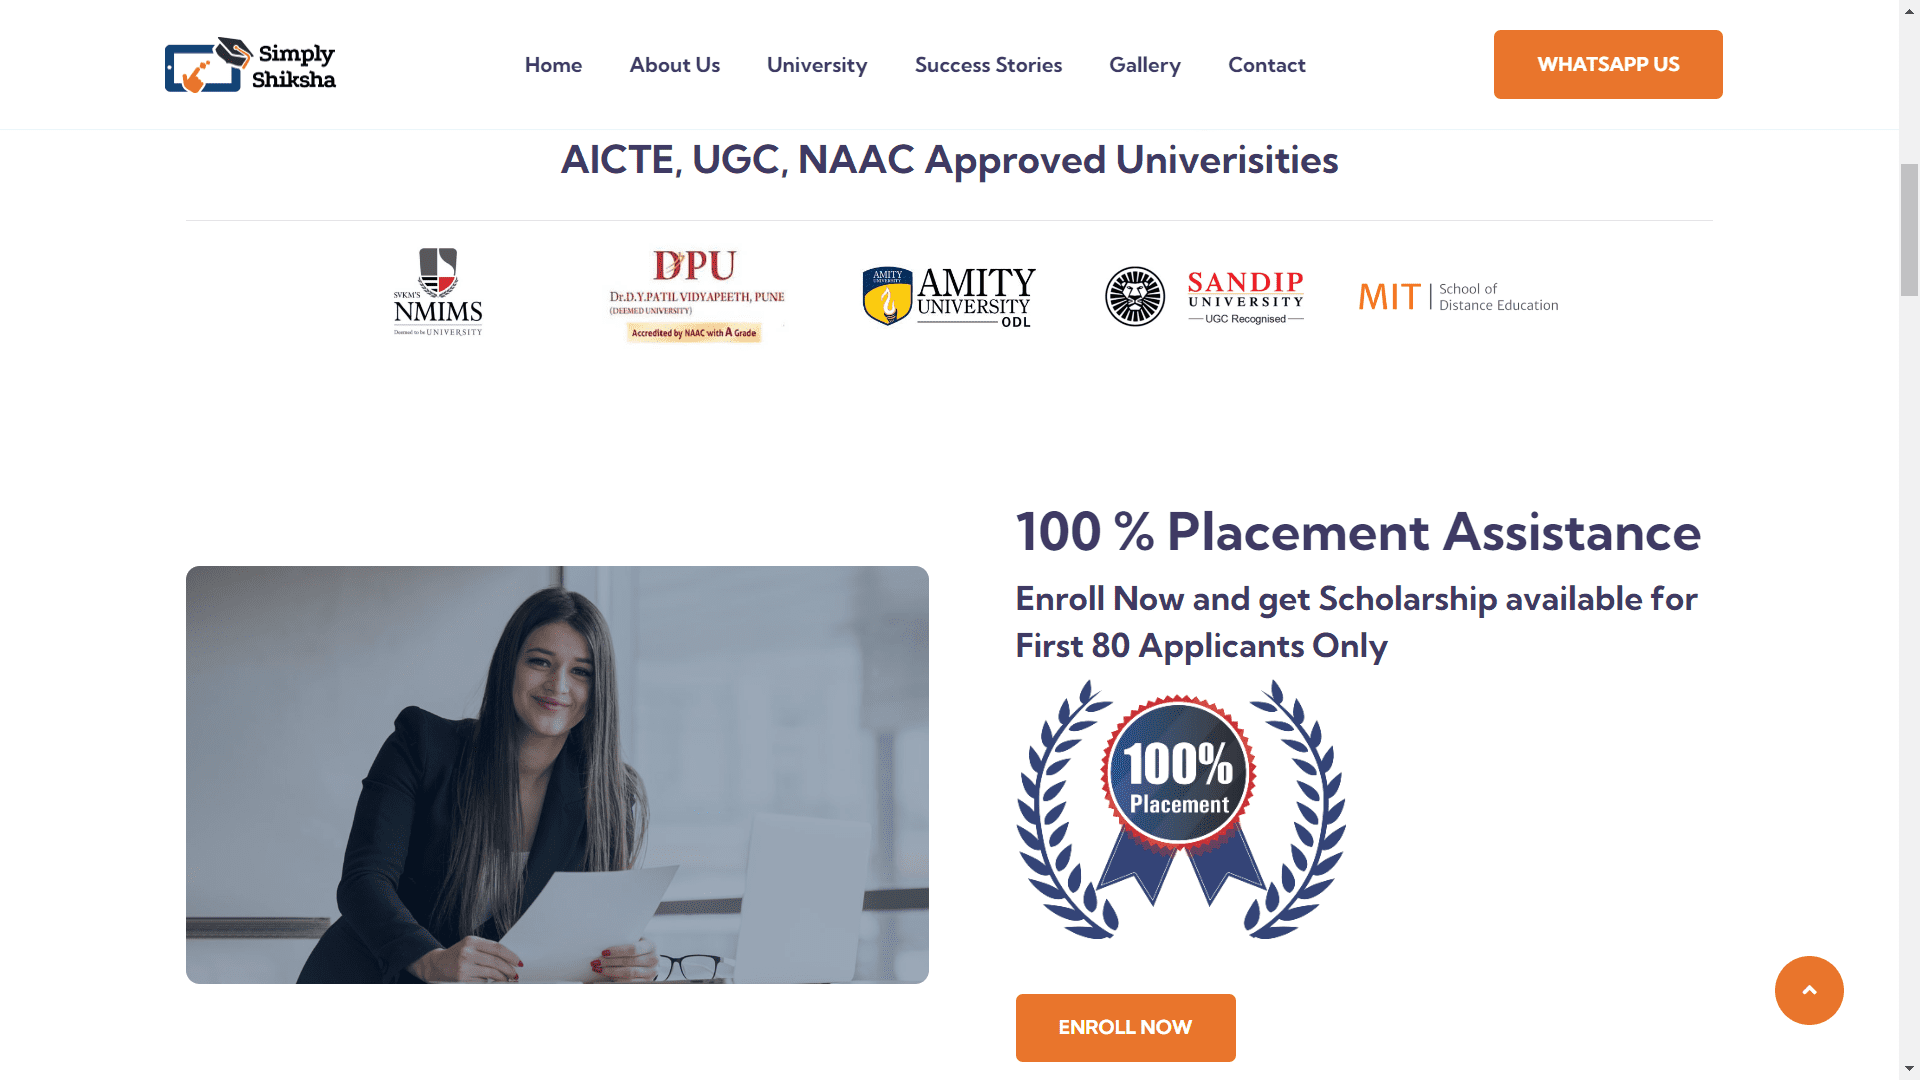 Simply
Shiksha
Home
About Us
University
Success Stories
Gallery
Contact
WHATSAPP US
AICTE, UGC, NAAC Approved Univerisities
SVKM'S
NMIMS
Deemed to be UNIVERSITY
DPU
Dr.D.Y.PATIL VIDYAPEETH, PUNE
(DEEMED UNIVERSITY)
Accredited by NAAC with A Grade
AMITY
UNIVERSITY
AMITY
UNIVERSITY
ODL
SANDIP
UNIVERSITY
UGC Recognised
MIT
School of
Distance Education
100 % Placement Assistance
Enroll Now and get Scholarship available for
First 80 Applicants Only
100%
Placement
ENROLL NOW